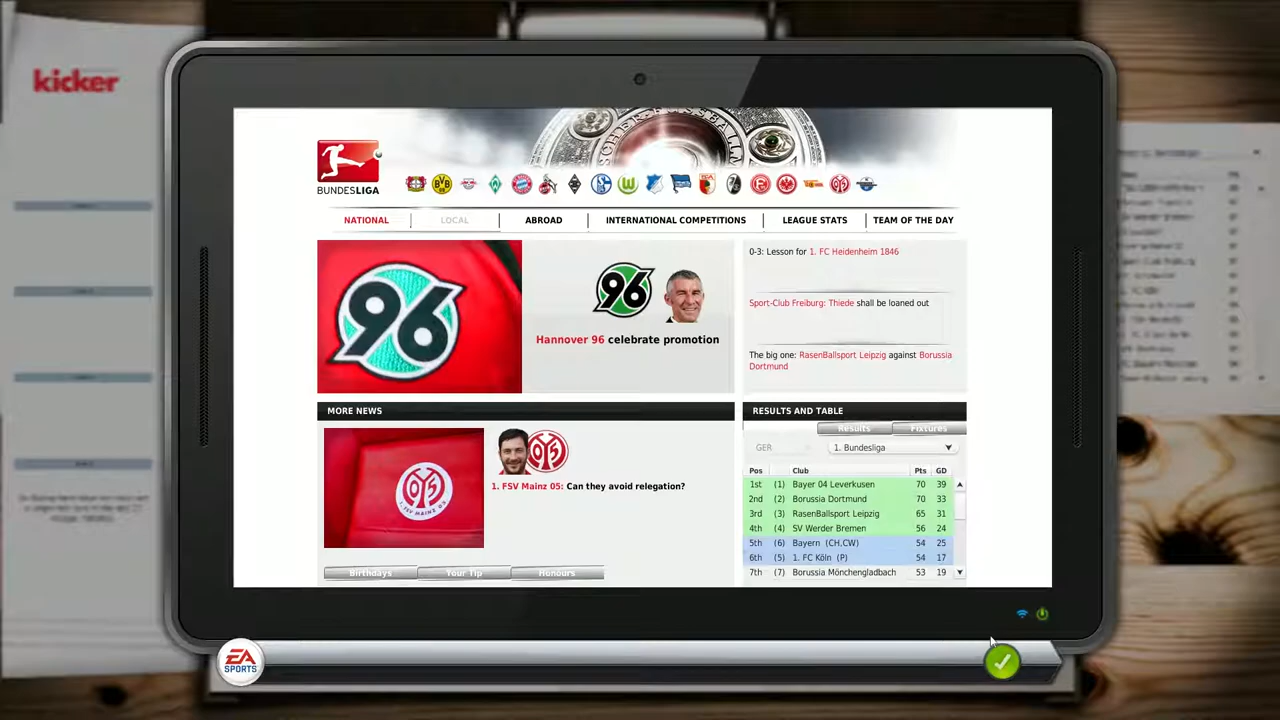 kicker
BUNDESLIGA
NATIONAL
LOCAL
ABROAD
INTERNATIONAL COMPETITIONS
LEAGUE STATS
TEAM OF THE DAY
96
96
Hannover 96 celebrate promotion
0-3: Lesson for 1. FC Heidenheim 1846
Sport-Club Freiburg: Thiede shall be loaned out
The big one: RasenBallsport Leipzig against Borussia
Dortmund
MORE NEWS
1. FSV Mainz 05: Can they avoid relegation?
Birthdays
Your Tip
Honours
RESULTS AND TABLE
Results
Fixtures
GER
1. Bundesliga
Pos Club Pts GD
1st (1) Bayer 04 Leverkusen 70 39
2nd (2) Borussia Dortmund 70 33
3rd (3) RasenBallsport Leipzig 65 31
4th (4) SV Werder Bremen 56 24
5th (6) Bayern (CH,CW) 54 25
6th (5) 1. FC Köln (P) 54 17
7th (7) Borussia Mönchengladbach 53 19
EA
SPORTS